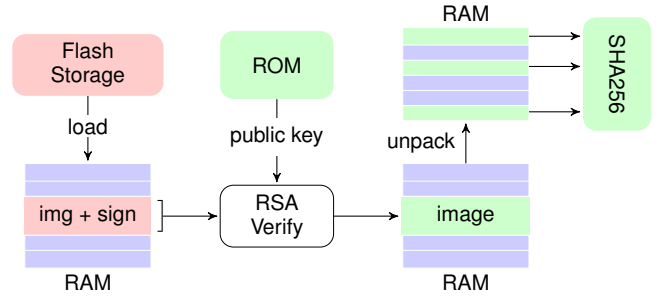 RAM
Flash
Storage
ROM
SHA256
load
public key
unpack
img + sign
RSA
Verify
image
RAM
RAM